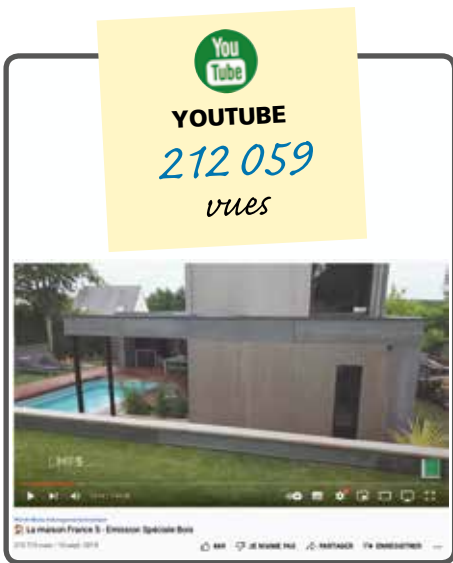 You
Tube
YOUTUBE
212 059
vues
La maison France 5 - Emission Spéciale Bois
JE N'AIME PAS PARTAGER ENREGISTRER